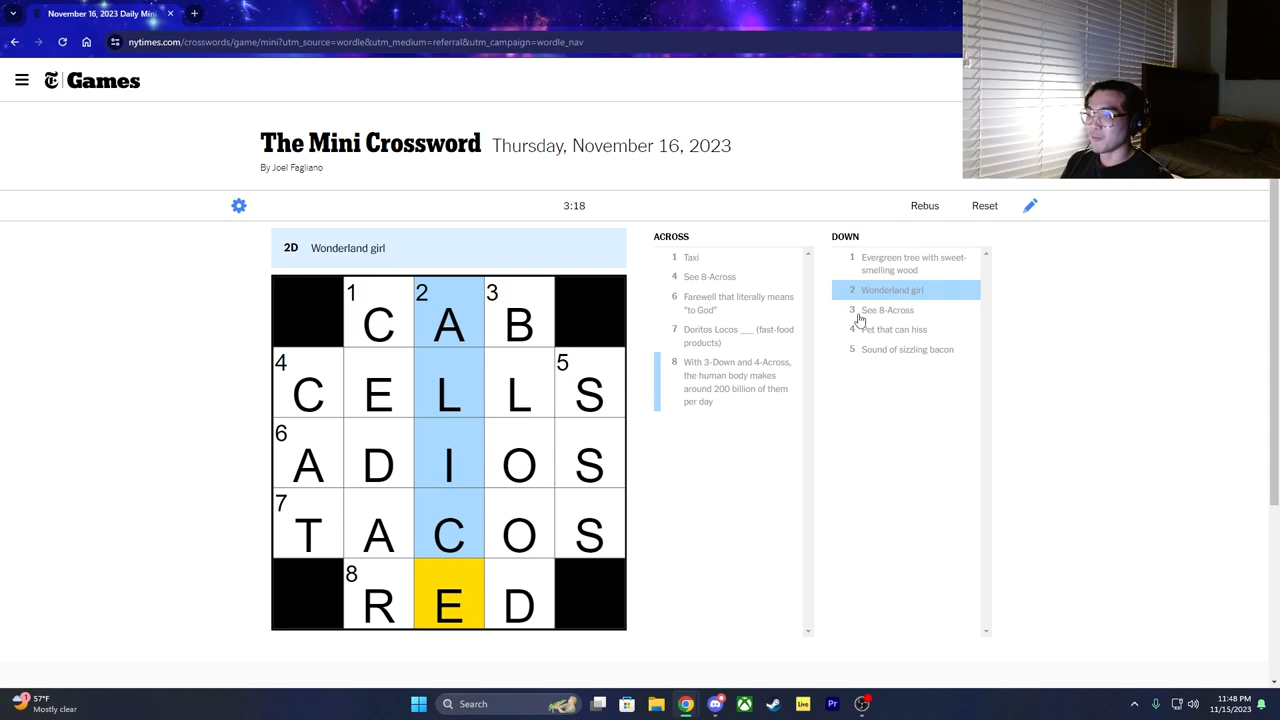 November 16, 2023 Daily Mini
nytimes.com/crosswords/game/mini?utm_source=wordle&utm_medium=referral&utm_campaign=wordle_nav
Games
The Mini Crossword Thursday, November 16, 2023
By Joel Fagliano
3:18
Rebus
Reset
2D Wonderland girl
1 2 3
C A B
4 5
C E L L S
6
A D I O S
7
T A C O S
8
R E D
ACROSS
1 Taxi
4 See 8-Across
6 Farewell that literally means
"to God"
7 Doritos Locos ___ (fast-food
products)
8 With 3-Down and 4-Across,
the human body makes
around 200 billion of them
per day
DOWN
1 Evergreen tree with sweet-
smelling wood
2 Wonderland girl
3 See 8-Across
4 Pet that can hiss
5 Sound of sizzling bacon
1
57°F
Mostly clear
Search
Live
Pr
11:48 PM
11/15/2023